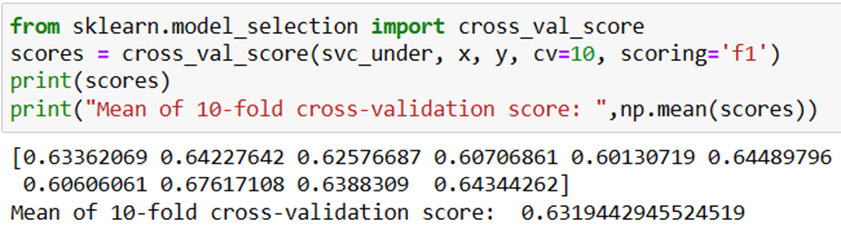 from sklearn.model_selection import cross_val_score
scores = cross_val_score(svc_under, x, y, cv=10, scoring='f1')
print(scores)
print("Mean of 10-fold cross-validation score: ",np.mean(scores))
[0.63362069 0.64227642 0.62576687 0.60706861 0.60130719 0.64489796
 0.60606061 0.67617108 0.6388309  0.64344262]
Mean of 10-fold cross-validation score:  0.6319442945524519